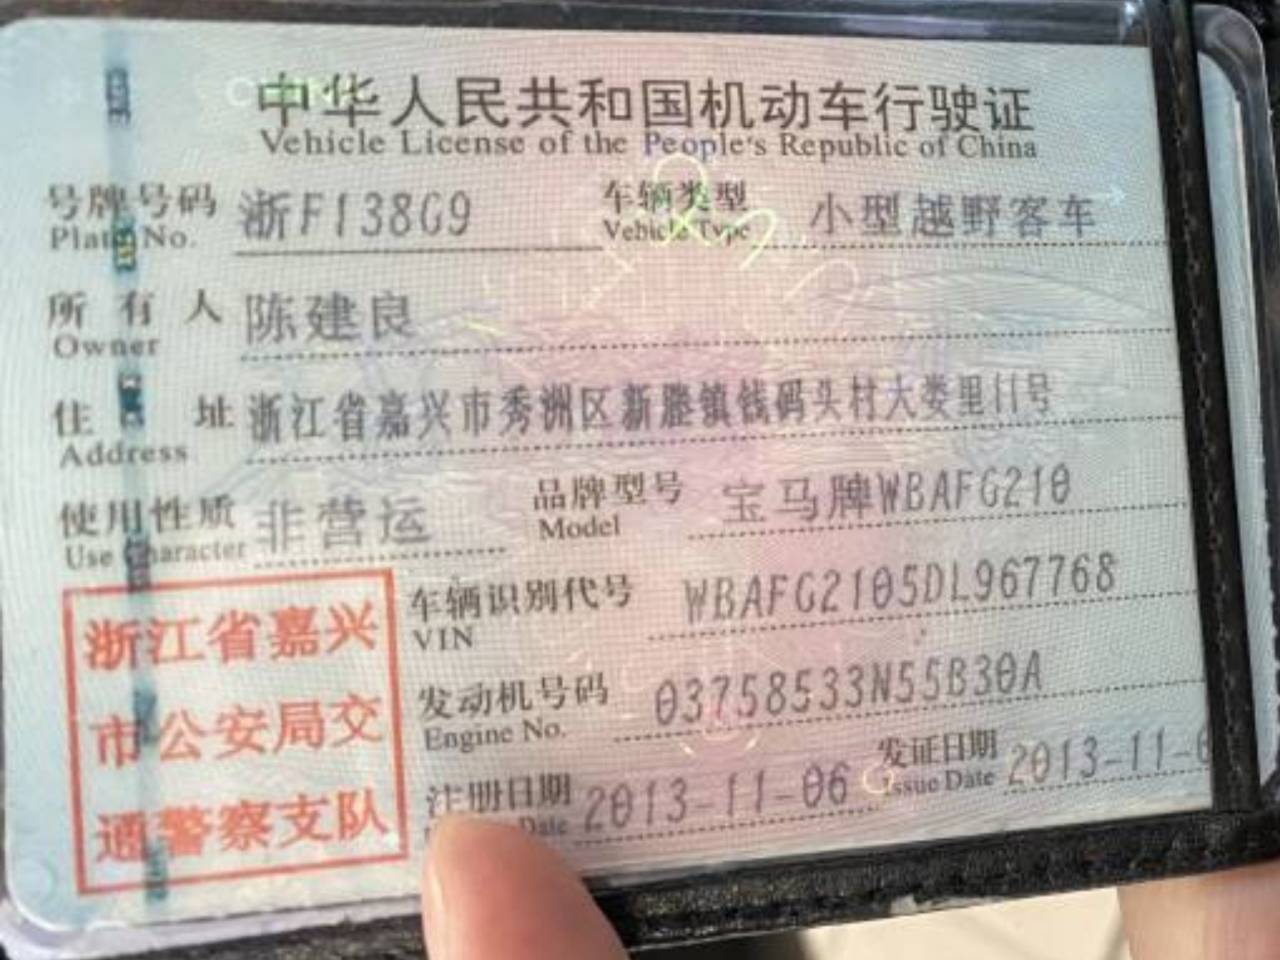 中华人民共和国机动车行驶证
Vehicle License of the People's Republic of China
号牌号码 浙F138G9 车辆类型 小型越野客车
Plate No. Vehicle Type
所有人 陈建良
Owner
住址 浙江省嘉兴市秀洲区新塍镇钱码头村大娄里11号
Address
使用性质 非营运 品牌型号 宝马牌WBAFG210
Use Character Model
车辆识别代号 WBAFG2105DL967768
VIN
发动机号码 03758533N55B30A
Engine No.
注册日期 2013-11-06 发证日期 2013-11-0
Date Issue Date
浙江省嘉兴
市公安局交
通警察支队